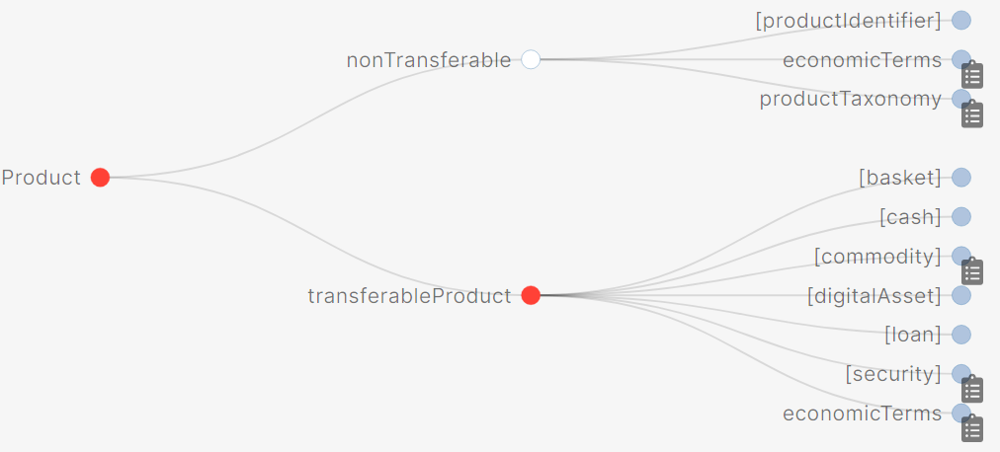 [productIdentifier]
nonTransferable
economicTerms
productTaxonomy
Product
[basket]
[cash]
[commodity]
transferableProduct
[digitalAsset]
[loan]
[security]
economicTerms